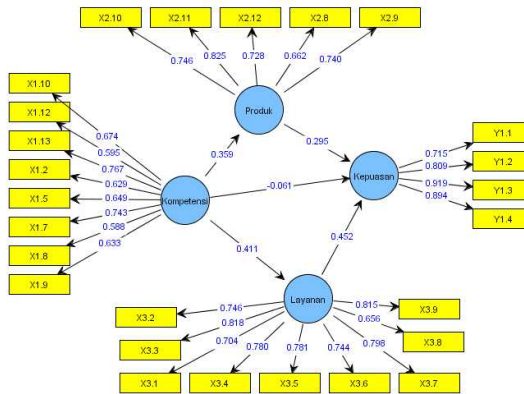 X2.10 X2.11 X2.12 X2.8 X2.9
0.746 0.825 0.728 0.662 0.740
Produk
X1.10
X1.12
X1.13
X1.2
X1.5
X1.7
X1.8
X1.9
0.674
0.595
0.767
0.629
0.649
0.743
0.588
0.633
Kompetensi
0.359
0.295
-0.061
0.411
0.452
Kepuasan
0.715
0.809
0.919
0.894
Y1.1
Y1.2
Y1.3
Y1.4
Layanan
0.746
0.818
0.704
0.780
0.781
0.744
0.798
0.656
0.815
X3.2
X3.3
X3.1
X3.4
X3.5
X3.6
X3.7
X3.8
X3.9